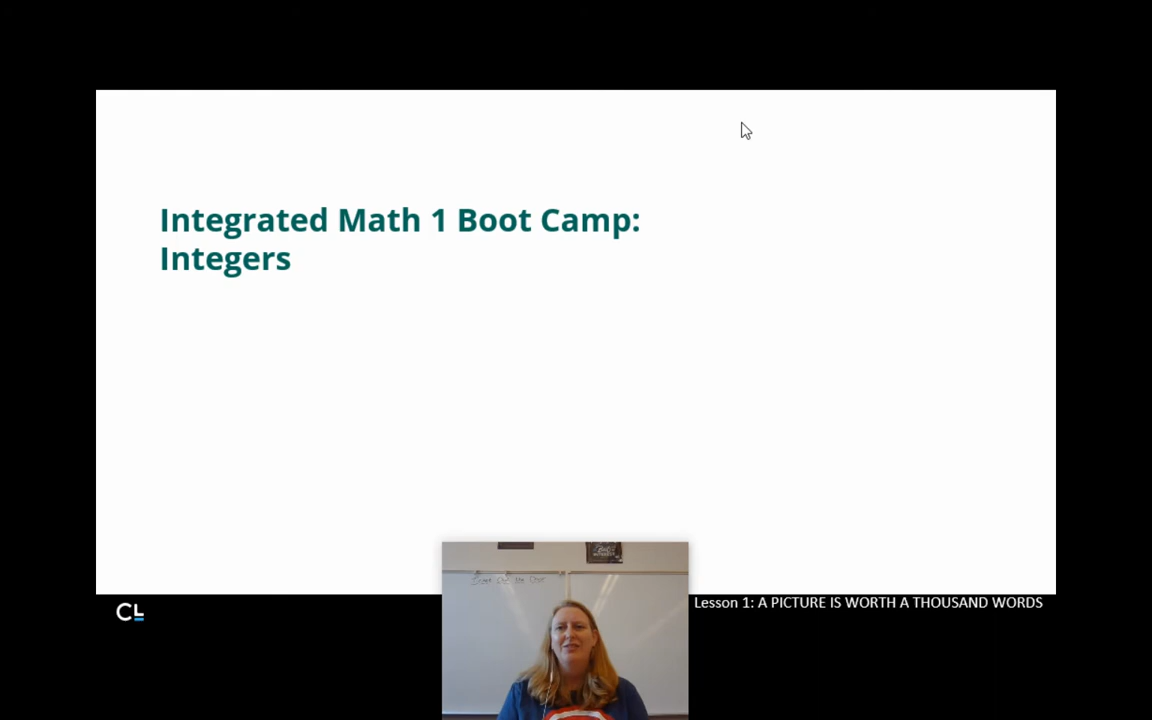 Integrated Math 1 Boot Camp:
Integers
CL
Lesson 1: A PICTURE IS WORTH A THOUSAND WORDS